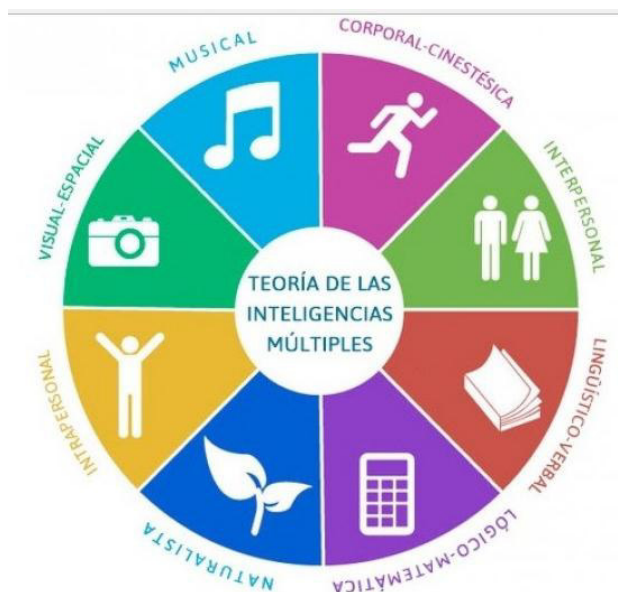 MUSICAL
CORPORAL-CINESTÉSICA
INTERPERSONAL
LINGÜÍSTICO-VERBAL
LÓGICO-MATEMÁTICA
NATURALISTA
INTRAPERSONAL
VISUAL-ESPACIAL
TEORÍA DE LAS
INTELIGENCIAS
MÚLTIPLES